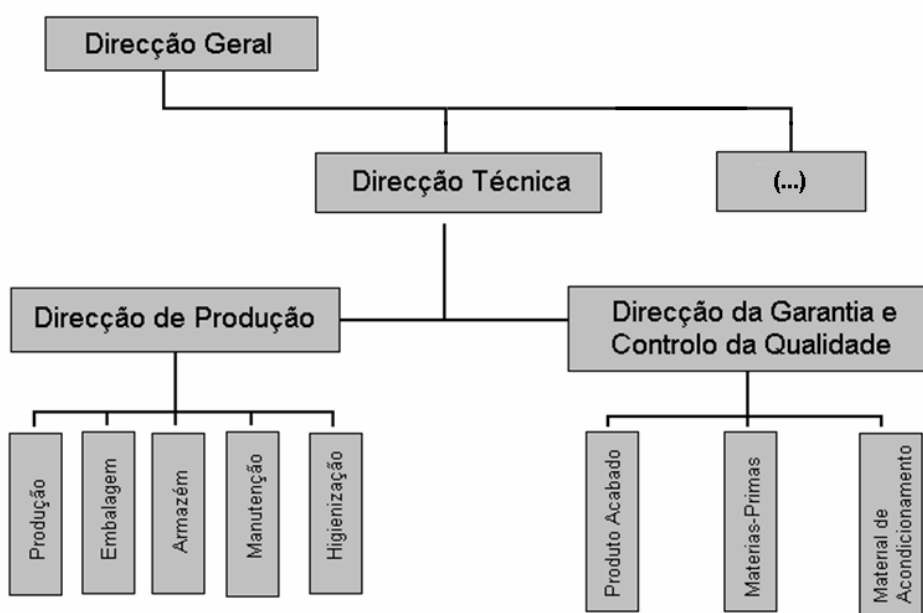 Direcção Geral
Direcção Técnica
(...)
Direcção de Produção
Direcção da Garantia e
Controlo da Qualidade
Produção
Embalagem
Armazém
Manutenção
Higienização
Produto Acabado
Materias-Primas
Material de
Acondicionamento